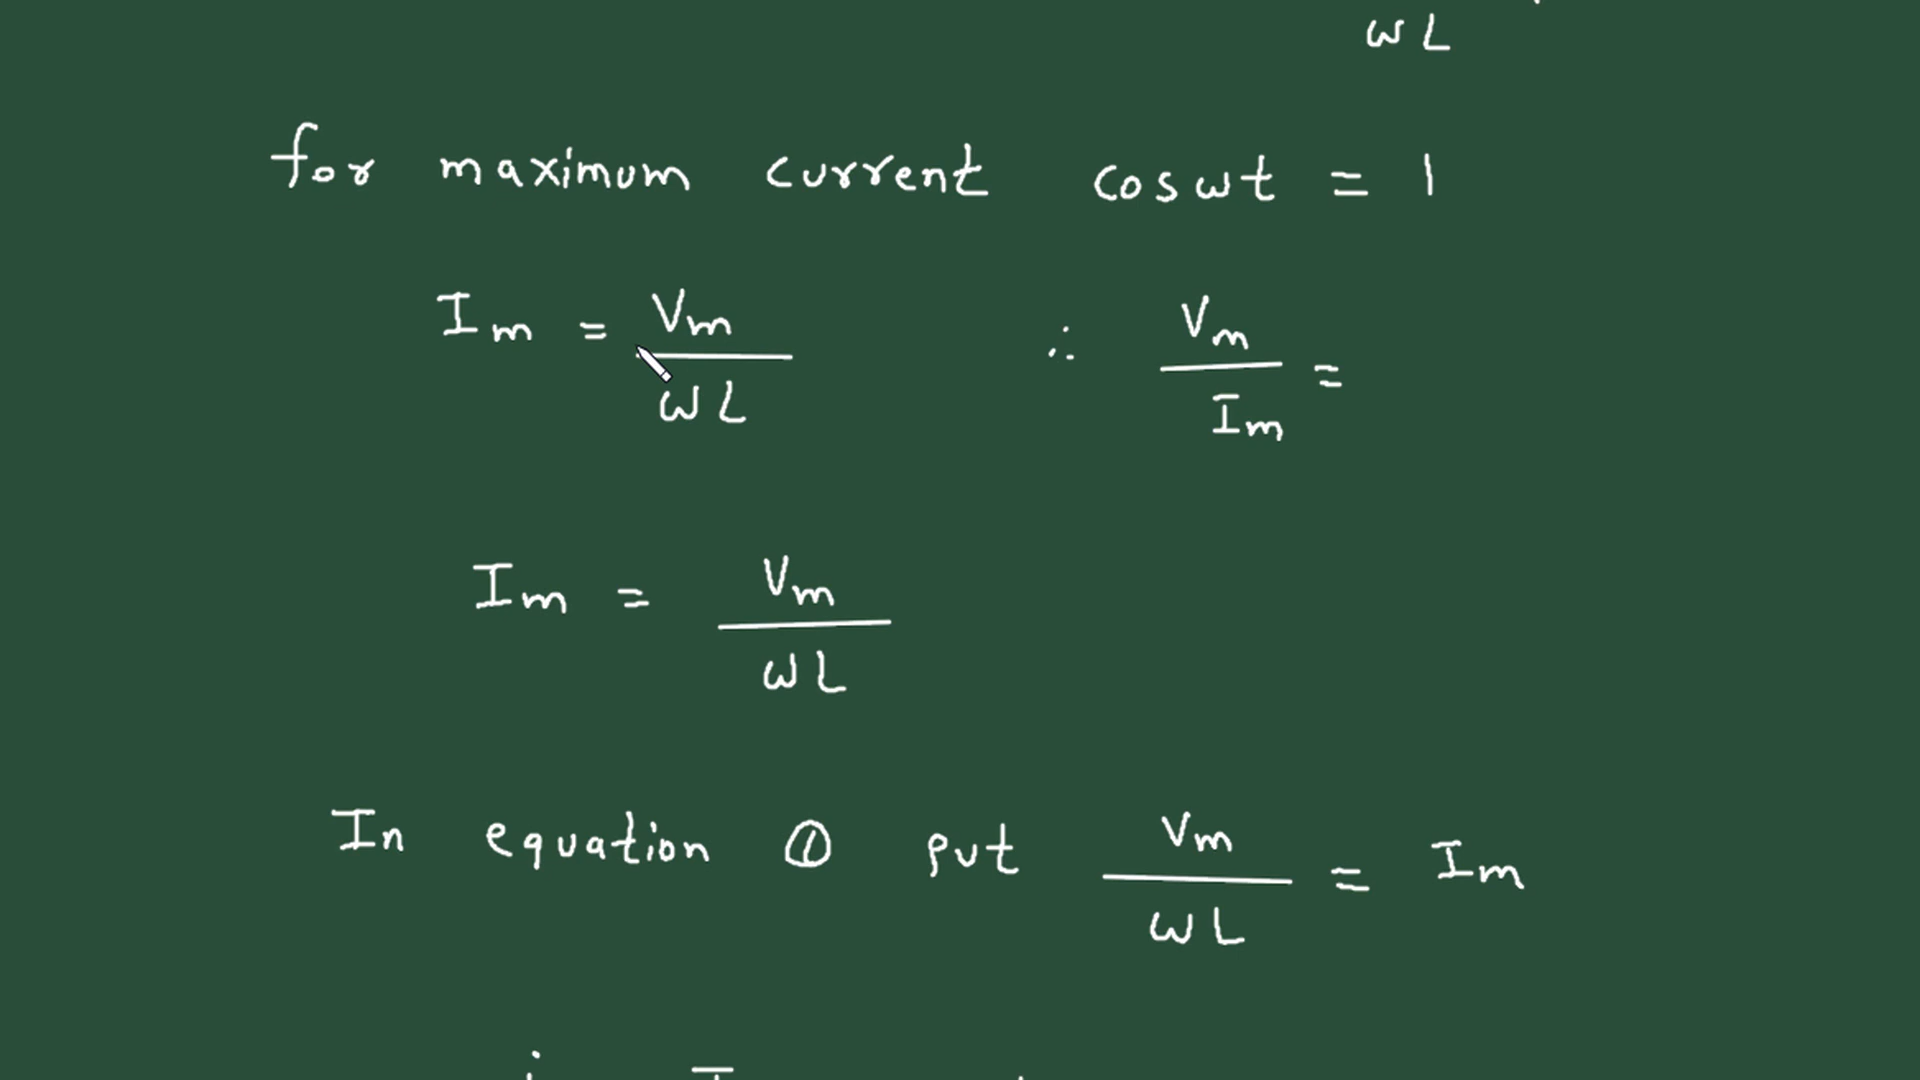 ωL
for maximum current cosωt = 1
Im = Vm/ωL ∴ Vm/Im =
Im = Vm/ωL
In equation ① put Vm/ωL = Im